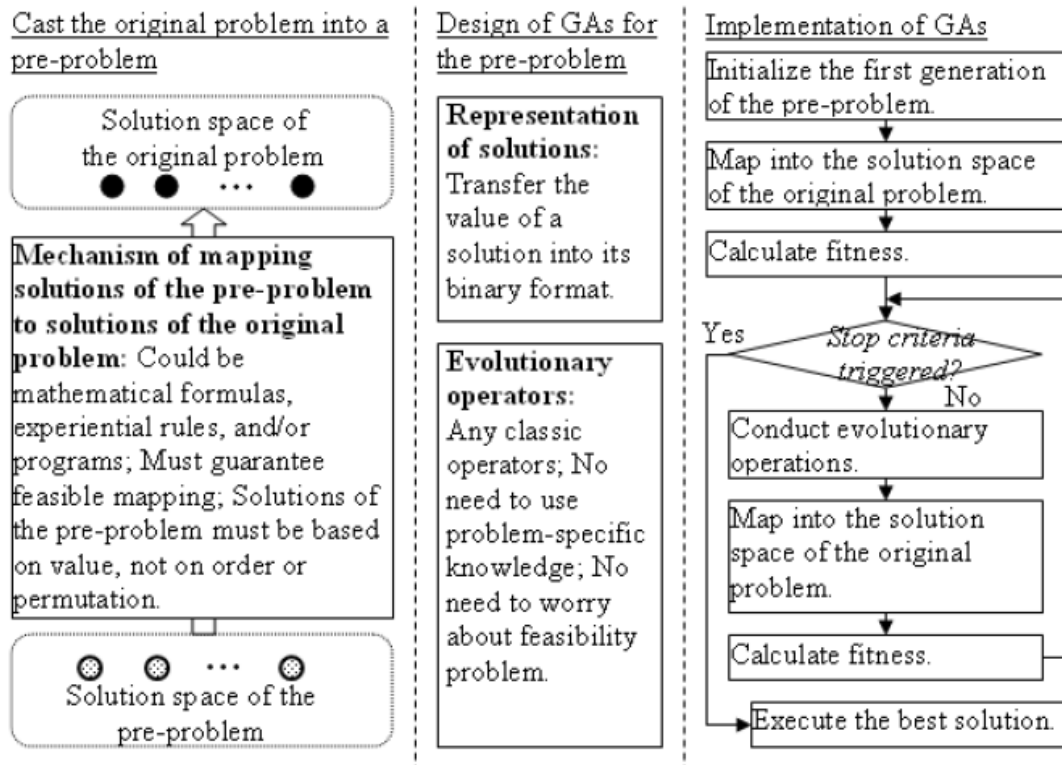 Cast the original problem into a
pre-problem
Solution space of
the original problem
...
Mechanism of mapping
solutions of the pre-problem
to solutions of the original
problem: Could be
mathematical formulas,
experiential rules, and/or
programs; Must guarantee
feasible mapping; Solutions of
the pre-problem must be based
on value, not on order or
permutation.
...
Solution space of the
pre-problem
Design of GAs for
the pre-problem
Representation
of solutions:
Transfer the
value of a
solution into its
binary format.
Evolutionary
operators:
Any classic
operators; No
need to use
problem-specific
knowledge; No
need to worry
about feasibility
problem.
Implementation of GAs
Initialize the first generation
of the pre-problem.
Map into the solution space
of the original problem.
Calculate fitness.
Stop criteria
triggered?
Yes
No
Conduct evolutionary
operations.
Map into the solution
space of the original
problem.
Calculate fitness.
Execute the best solution.